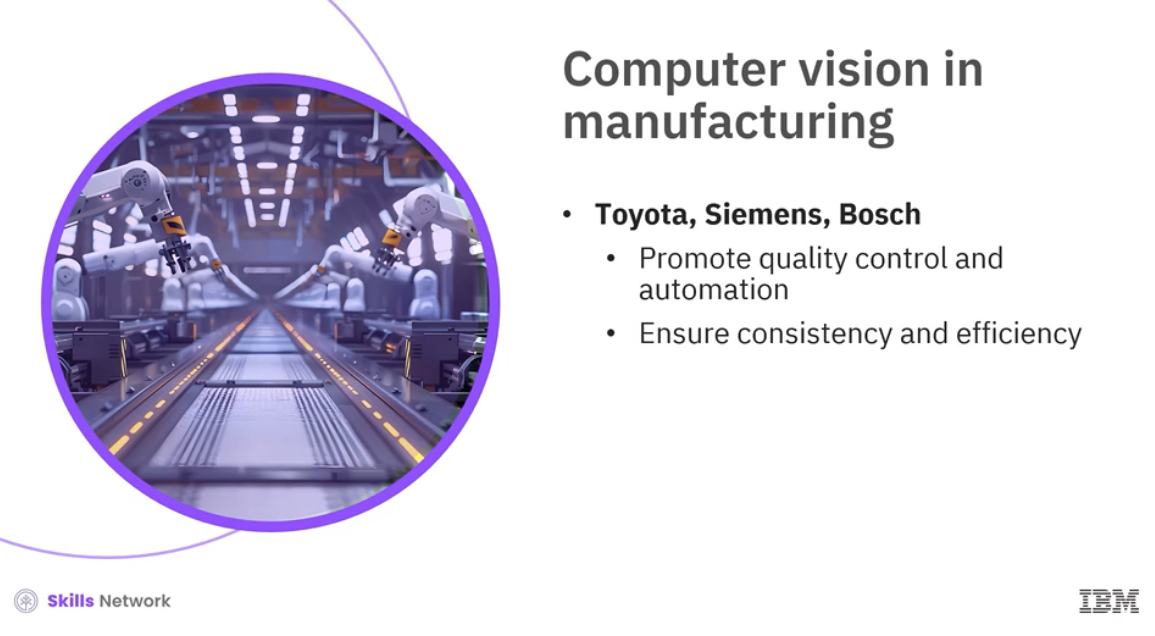 Computer vision in
manufacturing
• Toyota, Siemens, Bosch
• Promote quality control and
automation
• Ensure consistency and efficiency
Skills Network
IBM